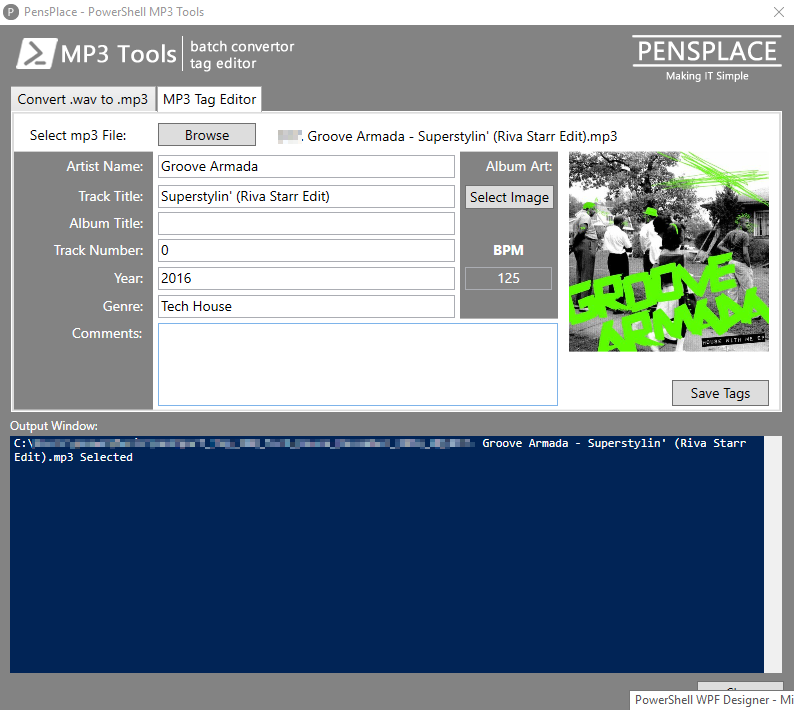 PensPlace - PowerShell MP3 Tools
MP3 Tools
batch convertor
tag editor
PENSPLACE
Making IT Simple
Convert .wav to .mp3
MP3 Tag Editor
Select mp3 File:
Browse
. Groove Armada - Superstylin' (Riva Starr Edit).mp3
Artist Name:
Groove Armada
Album Art:
Track Title:
Superstylin' (Riva Starr Edit)
Select Image
Album Title:
Track Number:
0
BPM
Year:
2016
125
Genre:
Tech House
Comments:
GROOVE
ARMADA
HOUSE WITH ME EP
Save Tags
Output Window:
C:\ Groove Armada - Superstylin' (Riva Starr
Edit).mp3 Selected
PowerShell WPF Designer - Mi